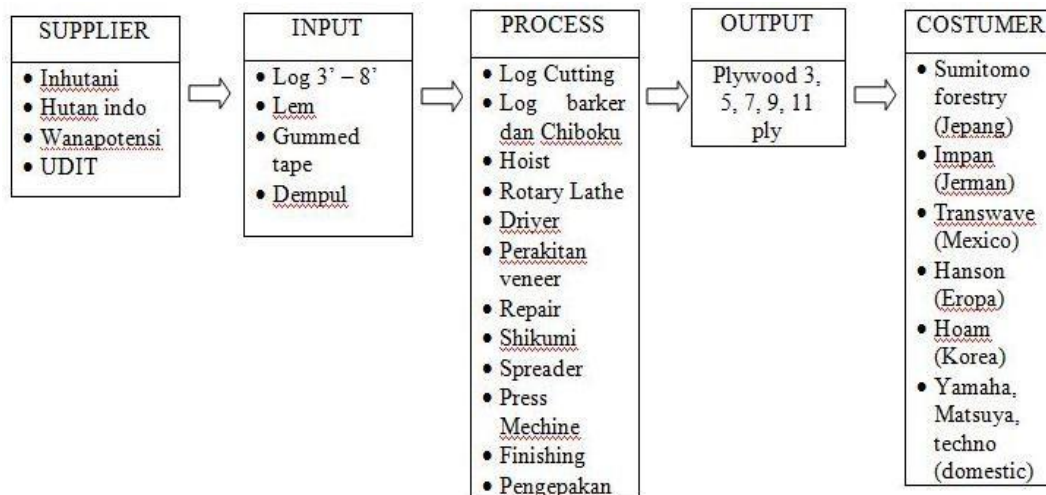 SUPPLIER
• Inhutani
• Hutan indo
• Wanapotensi
• UDIT
INPUT
• Log 3’ – 8’
• Lem
• Gummed
tape
• Dempul
PROCESS
• Log Cutting
• Log barker
dan Chiboku
• Hoist
• Rotary Lathe
• Driyer
• Perakitan
veneer
• Repair
• Shikumi
• Spreader
• Press
Mechine
• Finishing
• Pengepakan
OUTPUT
Plywood 3,
5, 7, 9, 11
ply
COSTUMER
• Sumitomo
forestry
(Jepang)
• Impan
(Jerman)
• Transwave
(Mexico)
• Hanson
(Eropa)
• Hoam
(Korea)
• Yamaha,
Matsuya,
techno
(domestic)